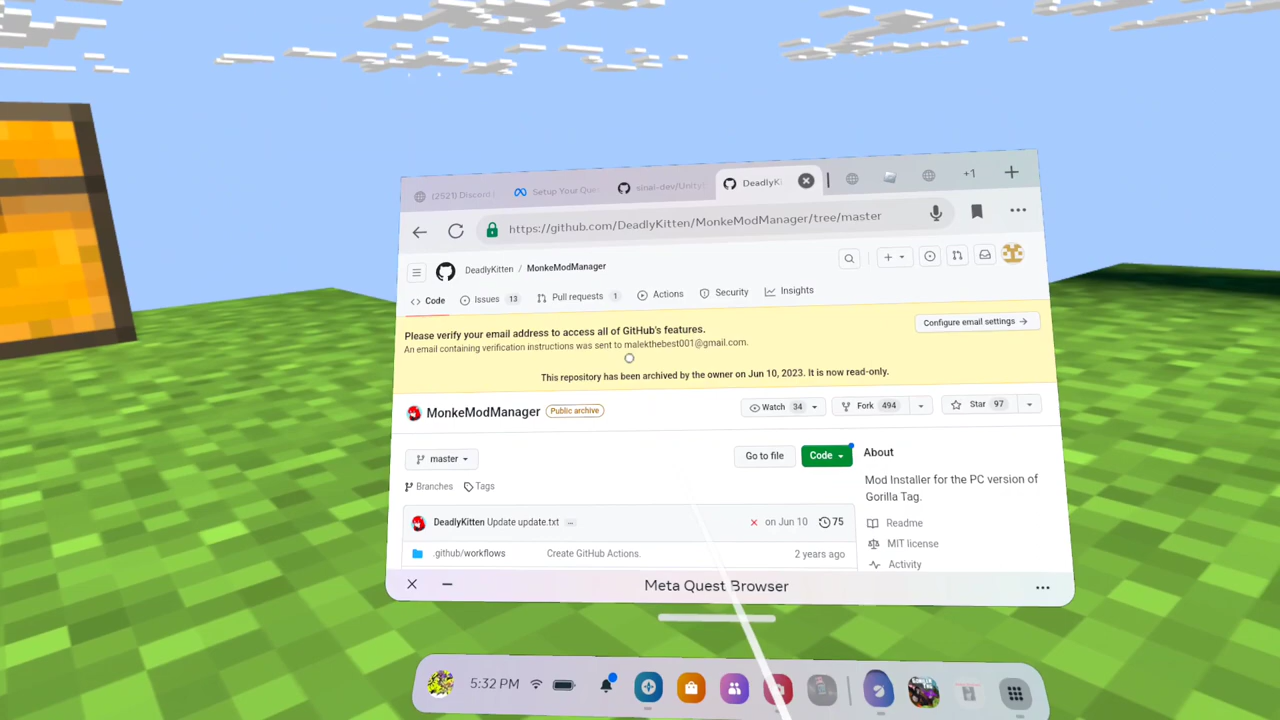 (2521) Discord
Setup Your Que
sinai-dev/Unity
DeadlyKi
+1
https://github.com/DeadlyKitten/MonkeModManager/tree/master
DeadlyKitten / MonkeModManager
Code
Issues 13
Pull requests 1
Actions
Security
Insights
Please verify your email address to access all of GitHub's features.
An email containing verification instructions was sent to malekthebest001@gmail.com.
Configure email settings →
This repository has been archived by the owner on Jun 10, 2023. It is now read-only.
MonkeModManager Public archive
Watch 34
Fork 494
Star 97
master
Go to file
Code
Branches
Tags
DeadlyKitten Update update.txt ...
on Jun 10
75
.github/workflows
Create GitHub Actions.
2 years ago
About
Mod Installer for the PC version of
Gorilla Tag.
Readme
MIT license
Activity
Meta Quest Browser
5:32 PM